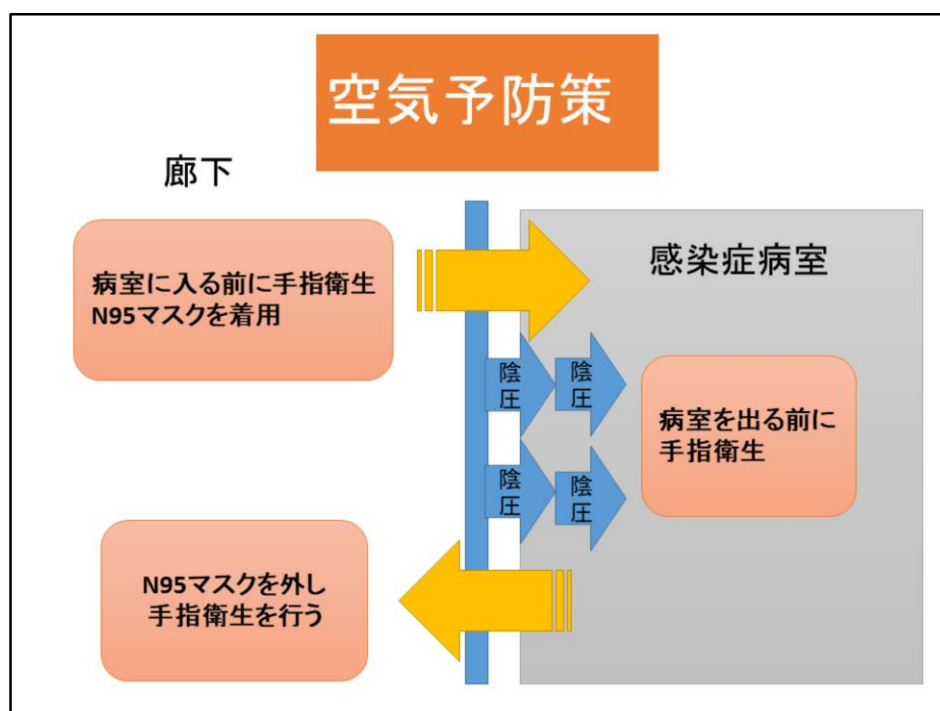 空気予防策
廊下
病室に入る前に手指衛生
N95マスクを着用
感染症病室
陰圧
陰圧
陰圧
陰圧
病室を出る前に
手指衛生
N95マスクを外し
手指衛生を行う